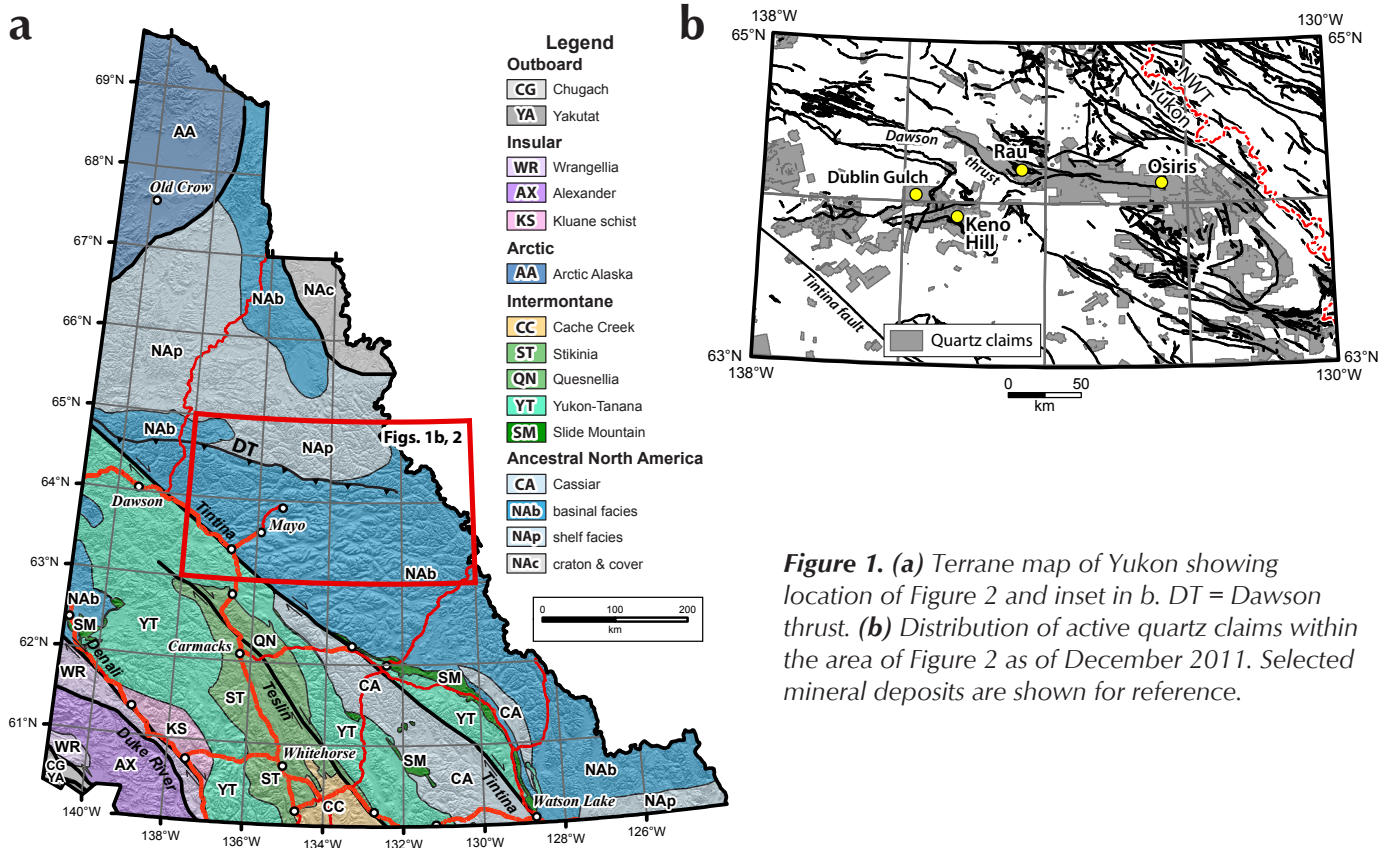 a
69°N
68°N
67°N
66°N
65°N
64°N
63°N
62°N
61°N
140°W
138°W
136°W
134°W
132°W
130°W
128°W
126°W
AA
Old Crow
NAb
NAc
NAp
NAb
DT
NAp
Figs. 1b, 2
Dawson
Tintina
Mayo
NAb
NAb
SM
YT
Denali
Carmacks
QN
WR
ST
Teslin
CA
SM
YT
CA
KS
YT
Duke River
Whitehorse
WR
CG
YA
AX
YT
ST
CC
SM
CA
Tintina
NAb
Watson Lake
NAp
Legend
Outboard
CG Chugach
YA Yakutat
Insular
WR Wrangellia
AX Alexander
KS Kluane schist
Arctic
AA Arctic Alaska
Intermontane
CC Cache Creek
ST Stikinia
QN Quesnellia
YT Yukon-Tanana
SM Slide Mountain
Ancestral North America
CA Cassiar
NAb basinal facies
NAp shelf facies
NAc craton & cover
0 100 200
km
b
138°W
65°N
130°W
65°N
NWT
Yukon
Dawson
thrust
Rau
Osiris
Dublin Gulch
Keno
Hill
Tintina fault
Quartz claims
63°N
138°W
63°N
130°W
0 50
km
Figure 1. (a) Terrane map of Yukon showing
location of Figure 2 and inset in b. DT = Dawson
thrust. (b) Distribution of active quartz claims within
the area of Figure 2 as of December 2011. Selected
mineral deposits are shown for reference.